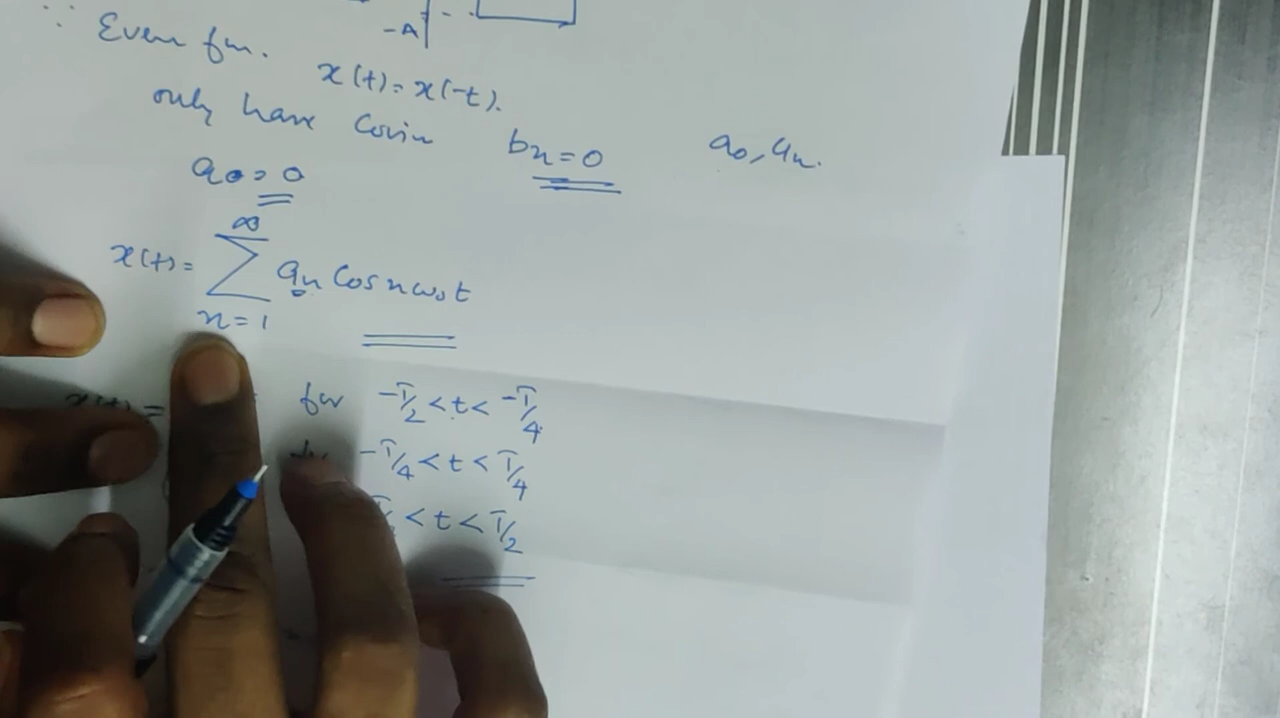 -A
∵ Even fn.
x(t) = x(-t).
only have Cosin bn = 0 a0, an.
a0 = 0
x(t) = ∞ Σ n = 1 an Cos nω0t
x(t) = for -T/2 < t < -T/4
-T/4 < t < T/4
< t < T/2